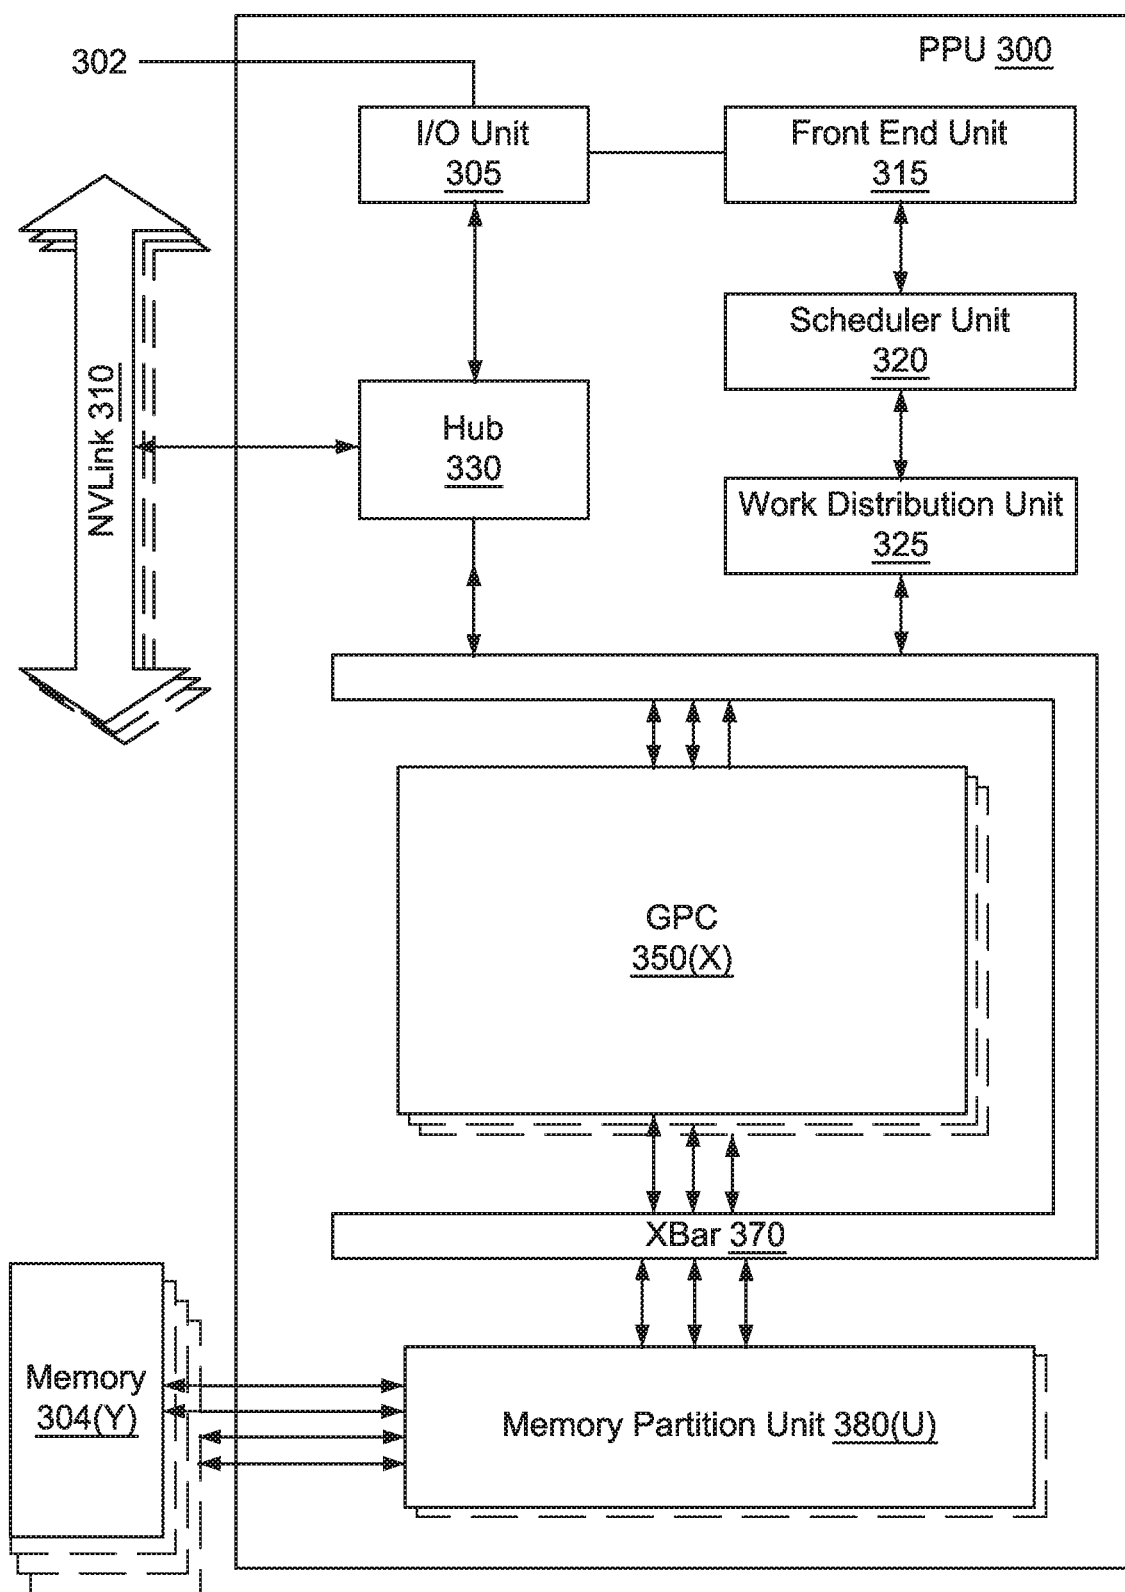 PPU 300
302
I/O Unit
305
Front End Unit
315
Scheduler Unit
320
NVLink 310
Hub
330
Work Distribution Unit
325
GPC
350(X)
XBar 370
Memory
304(Y)
Memory Partition Unit 380(U)